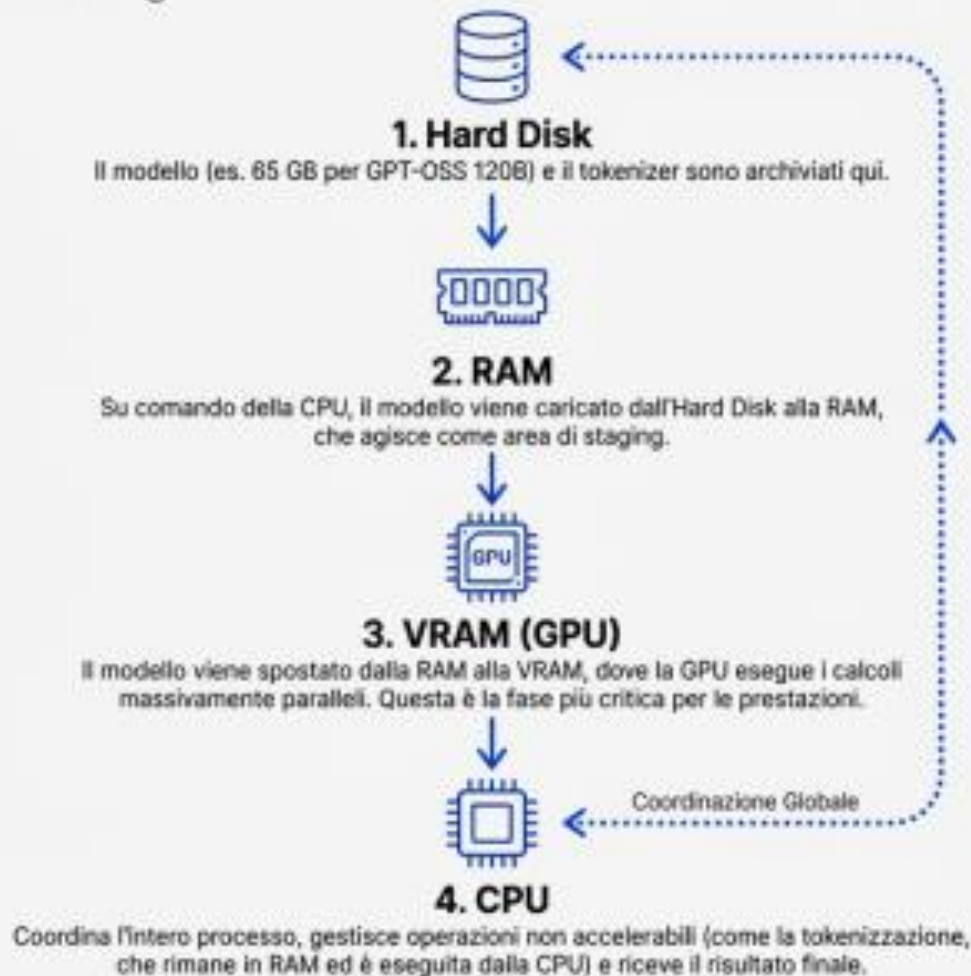 1. Hard Disk
Il modello (es. 65 GB per GPT-OSS 120B) e il tokenizer sono archiviati qui.
2. RAM
Su comando della CPU, il modello viene caricato dall'Hard Disk alla RAM,
che agisce come area di staging.
GPU
3. VRAM (GPU)
Il modello viene spostato dalla RAM alla VRAM, dove la GPU esegue i calcoli
massivamente paralleli. Questa è la fase più critica per le prestazioni.
Coordinazione Globale
4. CPU
Coordina l'intero processo, gestisce operazioni non accelerabili (come la tokenizzazione,
che rimane in RAM ed è eseguita dalla CPU) e riceve il risultato finale.